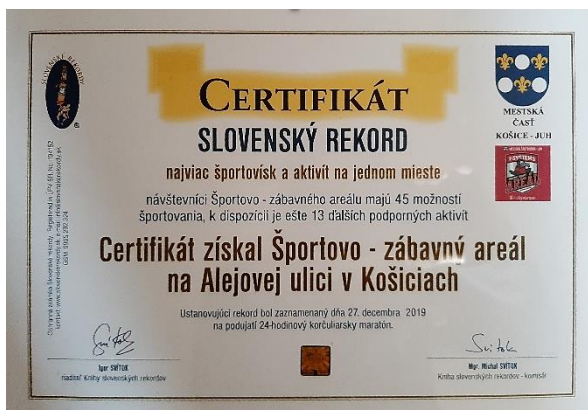 SLOVENSKÉ REKORDY
CERTIFIKÁT
SLOVENSKÝ REKORD
najviac športovísk a aktivít na jednom mieste
MESTSKÁ
ČASŤ
KOŠICE - JUH
návštevníci Športovo - zábavného areálu majú 45 možností
športovania, k dispozícii je ešte 13 ďalších podporných aktivít
Certifikát získal Športovo - zábavný areál
na Alejovej ulici v Košiciach
Ustanovujúci rekord bol zaznamenaný dňa 27. decembra 2019
na podujatí 24-hodinový korčuliarsky maratón.
Igor SVÍTOK
riaditeľ Knihy slovenských rekordov
Mgr. Michal SVÍTOK
Kniha slovenských rekordov - komisár